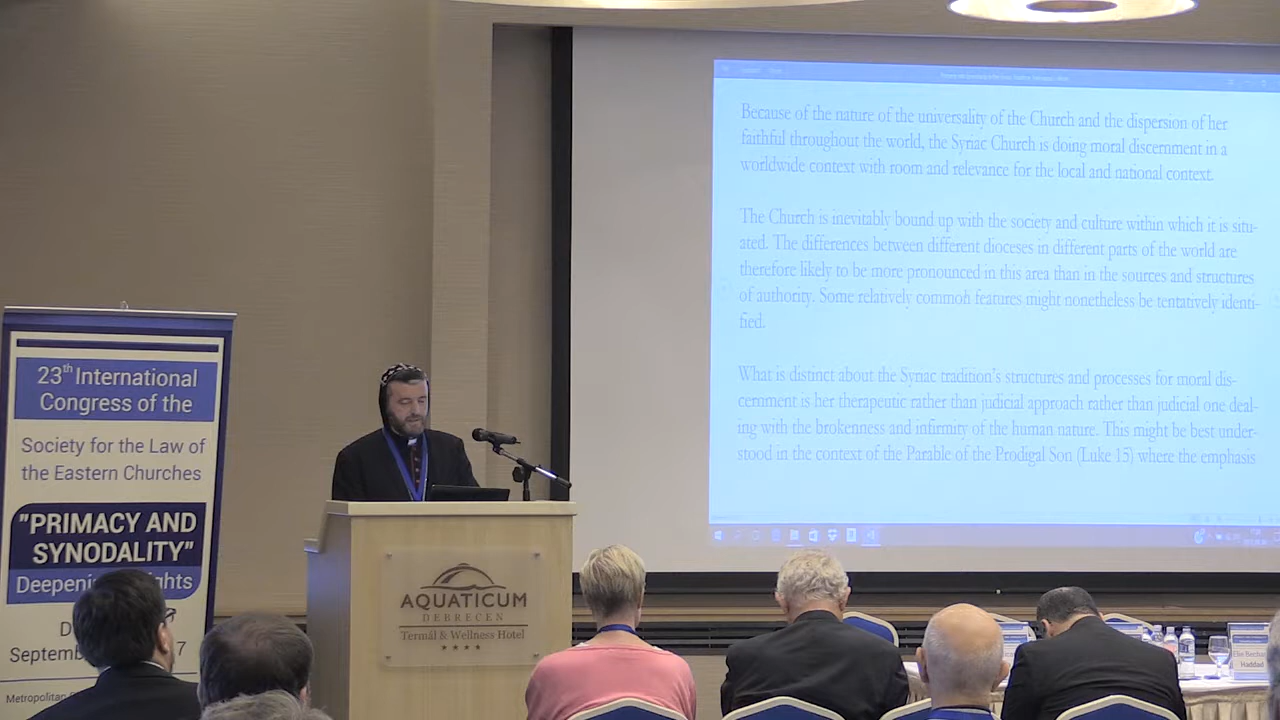 23th International
Congress of the
Society for the Law of
the Eastern Churches
"PRIMACY AND
SYNODALITY"
Metropolitan
AQUATICUM
DEBRECEN
Termál & Wellness Hotel
Because of the nature of the universality of the Church and the dispersion of her
faithful throughout the world, the Syriac Church is doing moral discernment in a
worldwide context with room and relevance for the local and national context.
The Church is inevitably bound up with the society and culture within which it is situ-
ated. The differences between different dioceses in different parts of the world are
therefore likely to be more pronounced in this area than in the sources and structures
of authority. Some relatively common features might nonetheless be tentatively identi-
fied.
What is distinct about the Syriac tradition's structures and processes for moral dis-
cernment is her therapeutic rather than judicial approach rather than judicial one deal-
ing with the brokenness and infirmity of the human nature. This might be best under-
stood in the context of the Parable of the Prodigal Son (Luke 15) where the emphasis
Haddad